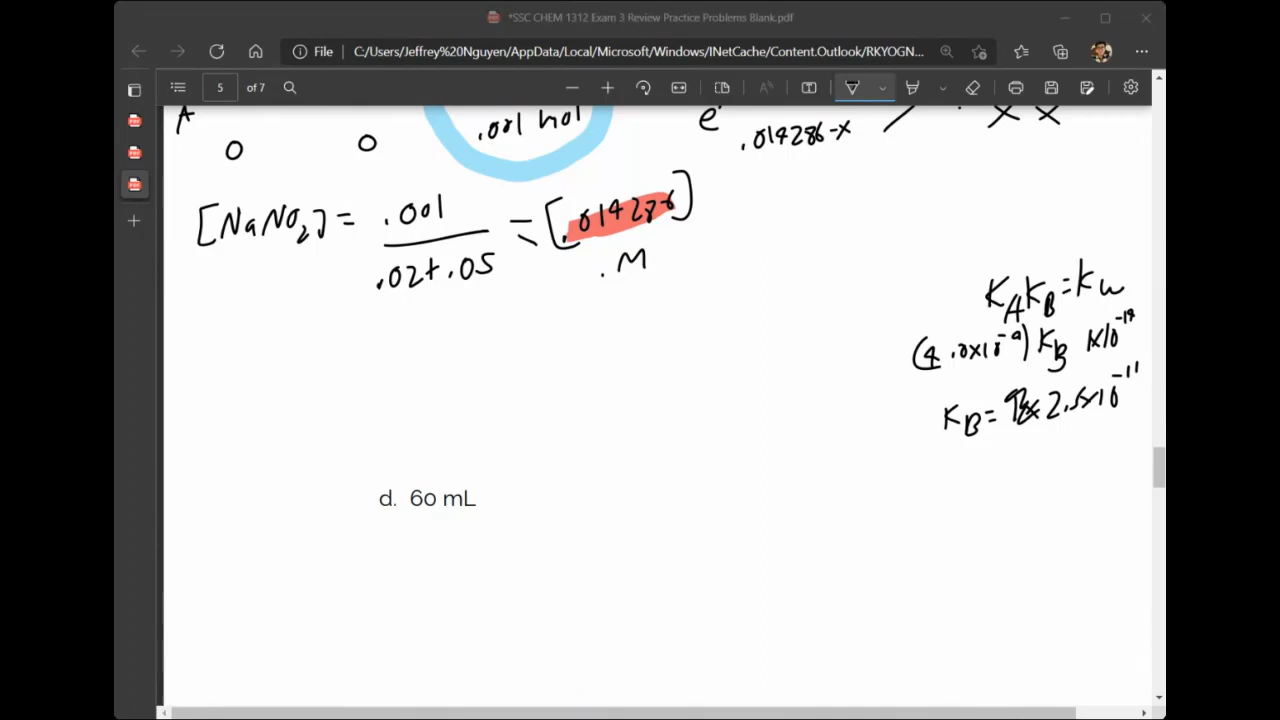 *SSC CHEM 1312 Exam 3 Review Practice Problems Blank.pdf
File C:/Users/Jeffrey%20Nguyen/AppData/Local/Microsoft/Windows/INetCache/Content.Outlook/RKYOGN...
5 of 7
A
.001 mol
e
.014286-x
x x
0 0
[NaNO2] = .001 / .02+.05 = [.014286]
.M
KAKB=Kw
(4.0x10-4) KB 1x10-14
KB= 2.5x10-11
d. 60 mL